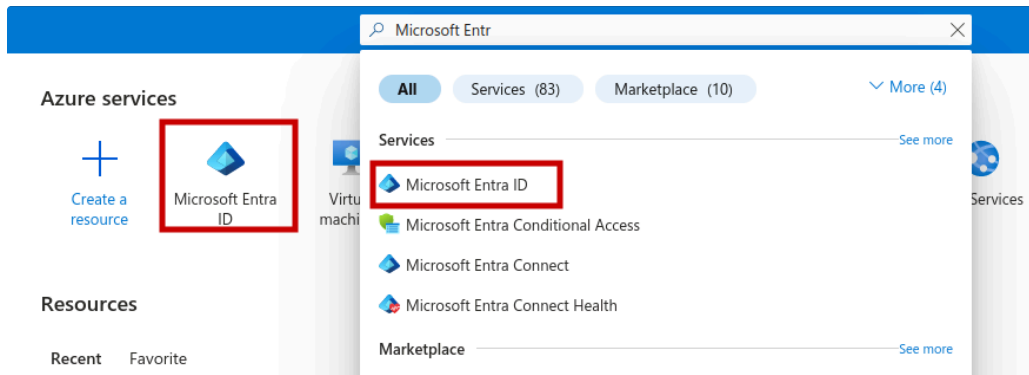 Microsoft Entr
All
Services (83)
Marketplace (10)
More (4)
Azure services
Services
See more
Create a
resource
Microsoft Entra
ID
Virtu
machi
Services
Microsoft Entra ID
Microsoft Entra Conditional Access
Microsoft Entra Connect
Microsoft Entra Connect Health
Resources
Marketplace
See more
Recent
Favorite